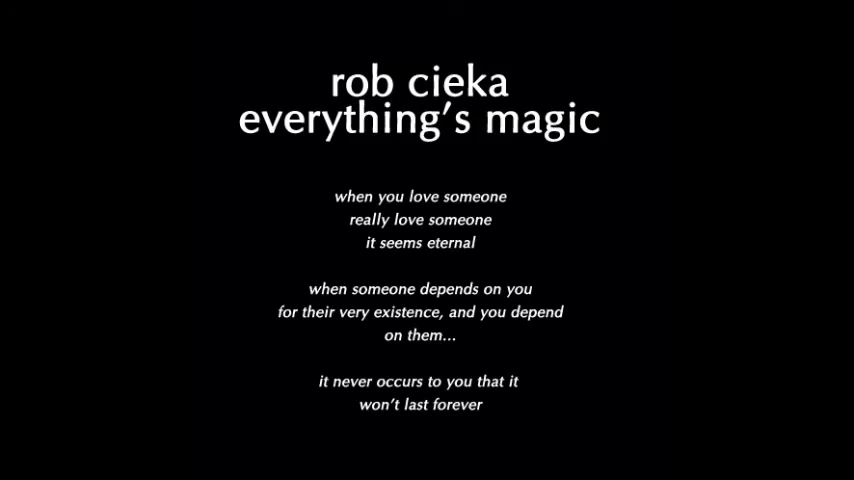 rob cieka
everything's magic
when you love someone
really love someone
it seems eternal
when someone depends on you
for their very existence, and you depend
on them...
it never occurs to you that it
won't last forever